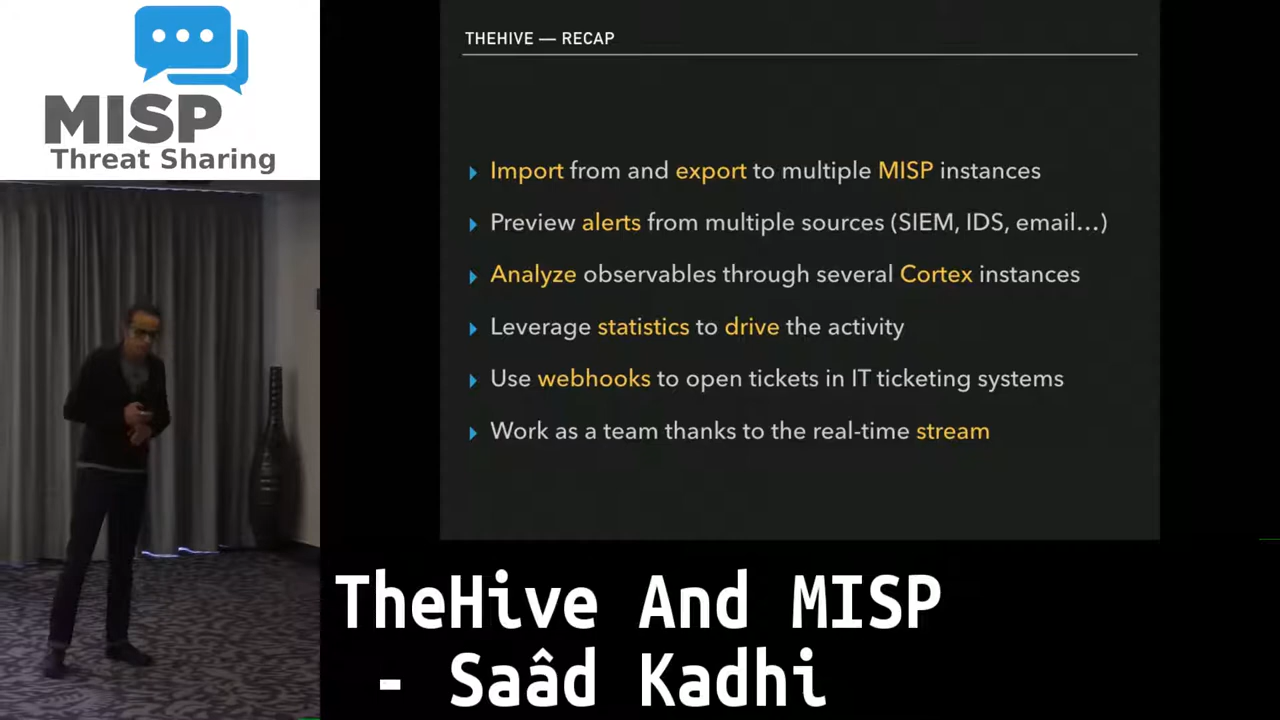 MISP
Threat Sharing
THEHIVE — RECAP
Import from and export to multiple MISP instances
Preview alerts from multiple sources (SIEM, IDS, email…)
Analyze observables through several Cortex instances
Leverage statistics to drive the activity
Use webhooks to open tickets in IT ticketing systems
Work as a team thanks to the real-time stream
TheHive And MISP
- Saâd Kadhi